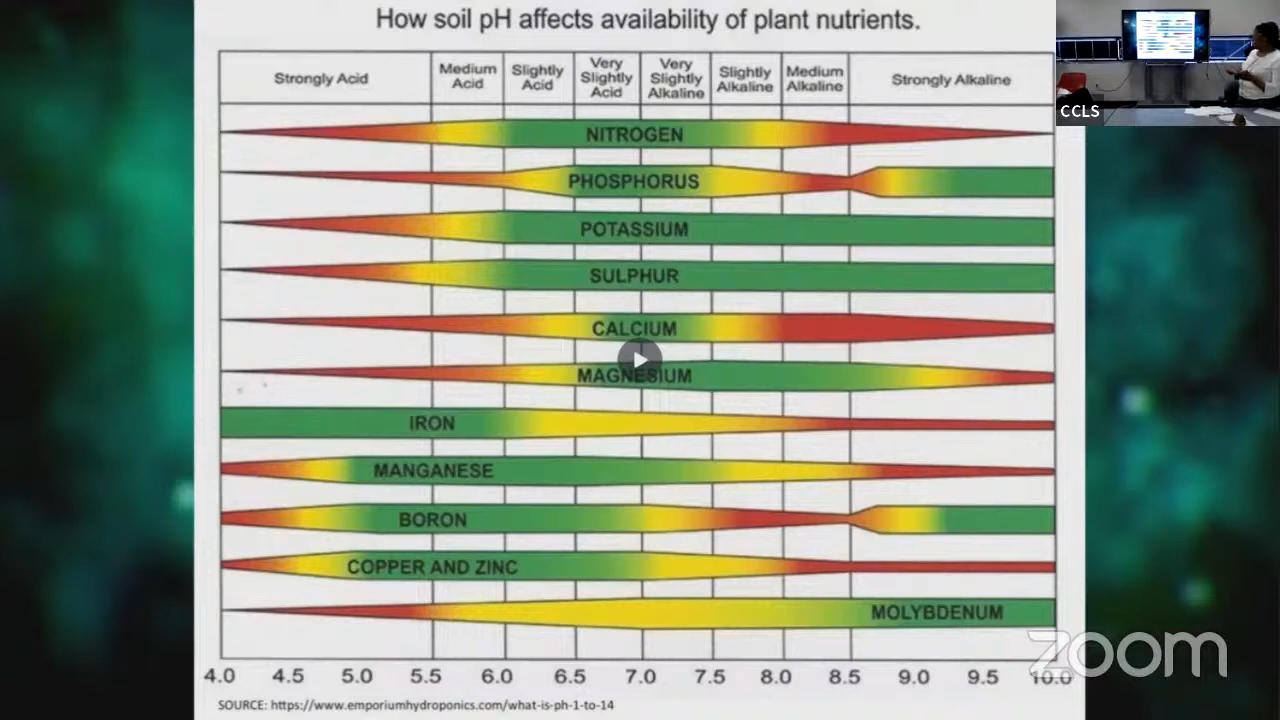 How soil pH affects availability of plant nutrients.
Strongly Acid
Medium
Acid
Slightly
Acid
Very
Slightly
Acid
Very
Slightly
Alkaline
Slightly
Alkaline
Medium
Alkaline
Strongly Alkaline
NITROGEN
PHOSPHORUS
POTASSIUM
SULPHUR
CALCIUM
MAGNESIUM
IRON
MANGANESE
BORON
COPPER AND ZINC
MOLYBDENUM
4.0 4.5 5.0 5.5 6.0 6.5 7.0 7.5 8.0 8.5 9.0 9.5 10.0
SOURCE: https://www.emporiumhydroponics.com/what-is-ph-1-to-14
CCLS
zoom